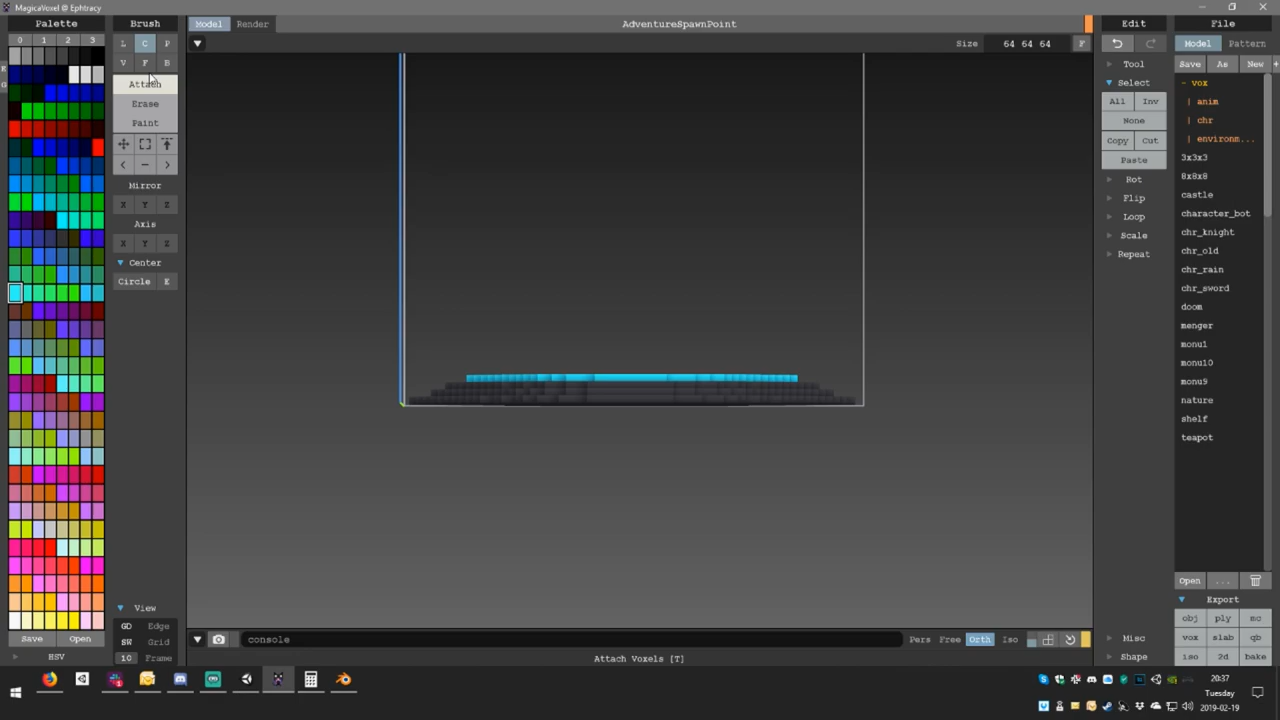 MagicaVoxel @ Ephtracy
Palette
Brush
Model
Render
AdventureSpawnPoint
Edit
File
0 1 2 3
L C P
V F B
Size 64 64 64 F
Model Pattern
Attach
Erase
Paint
Tool
Select
All Inv
None
Copy Cut
Paste
Rot
Flip
Loop
Scale
Repeat
Save As New +
- vox
| anim
| chr
| environm...
3x3x3
8x8x8
castle
character_bot
chr_knight
chr_old
chr_rain
chr_sword
doom
menger
monu1
monu10
monu9
nature
shelf
teapot
< - >
Mirror
X Y Z
Axis
X Y Z
Center
Circle E
View
GD Edge
SW Grid
10 Frame
Save Open
HSV
console
Pers Free Orth Iso
Attach Voxels [T]
Misc
Shape
Open ...
Export
obj ply mc
vox slab qb
iso 2d bake
20:37
Tuesday
2019-02-19